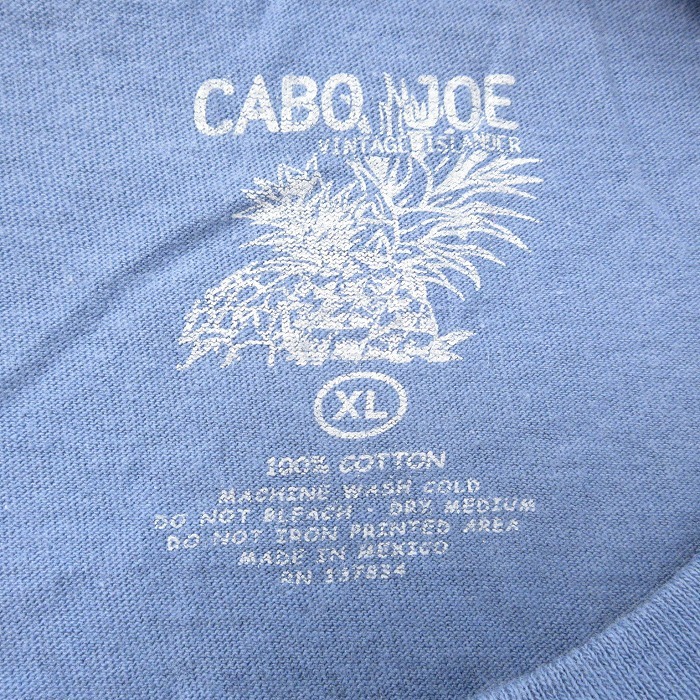 CABO JOE
VINTAGE ISLANDER
XL
100% COTTON
MACHINE WASH COLD
DO NOT BLEACH · DRY MEDIUM
DO NOT IRON PRINTED AREA
MADE IN MEXICO
RN 137834